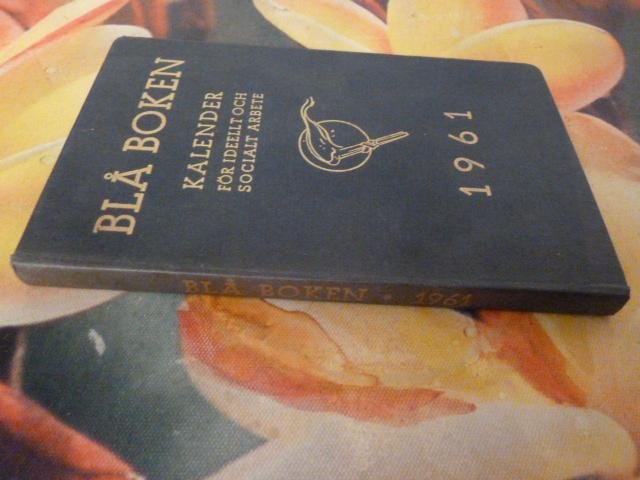 BLÅ BOKEN
KALENDER
FÖR IDEELLT OCH
SOCIALT ARBETE
1961
BLÅ BOKEN • 1961